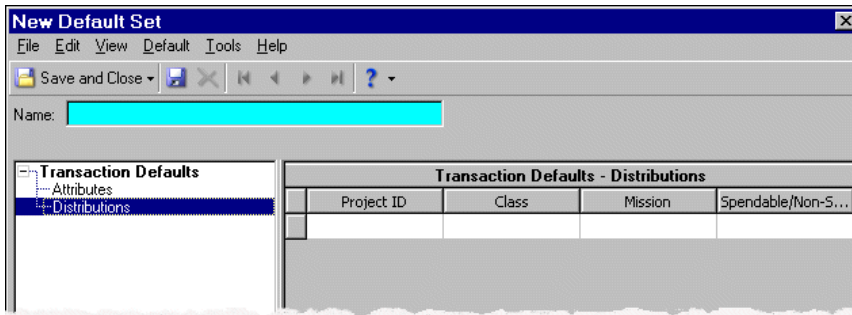 New Default Set
File Edit View Default Tools Help
Save and Close
Name:
Transaction Defaults
Attributes
Distributions
Transaction Defaults - Distributions
Project ID Class Mission Spendable/Non-S...